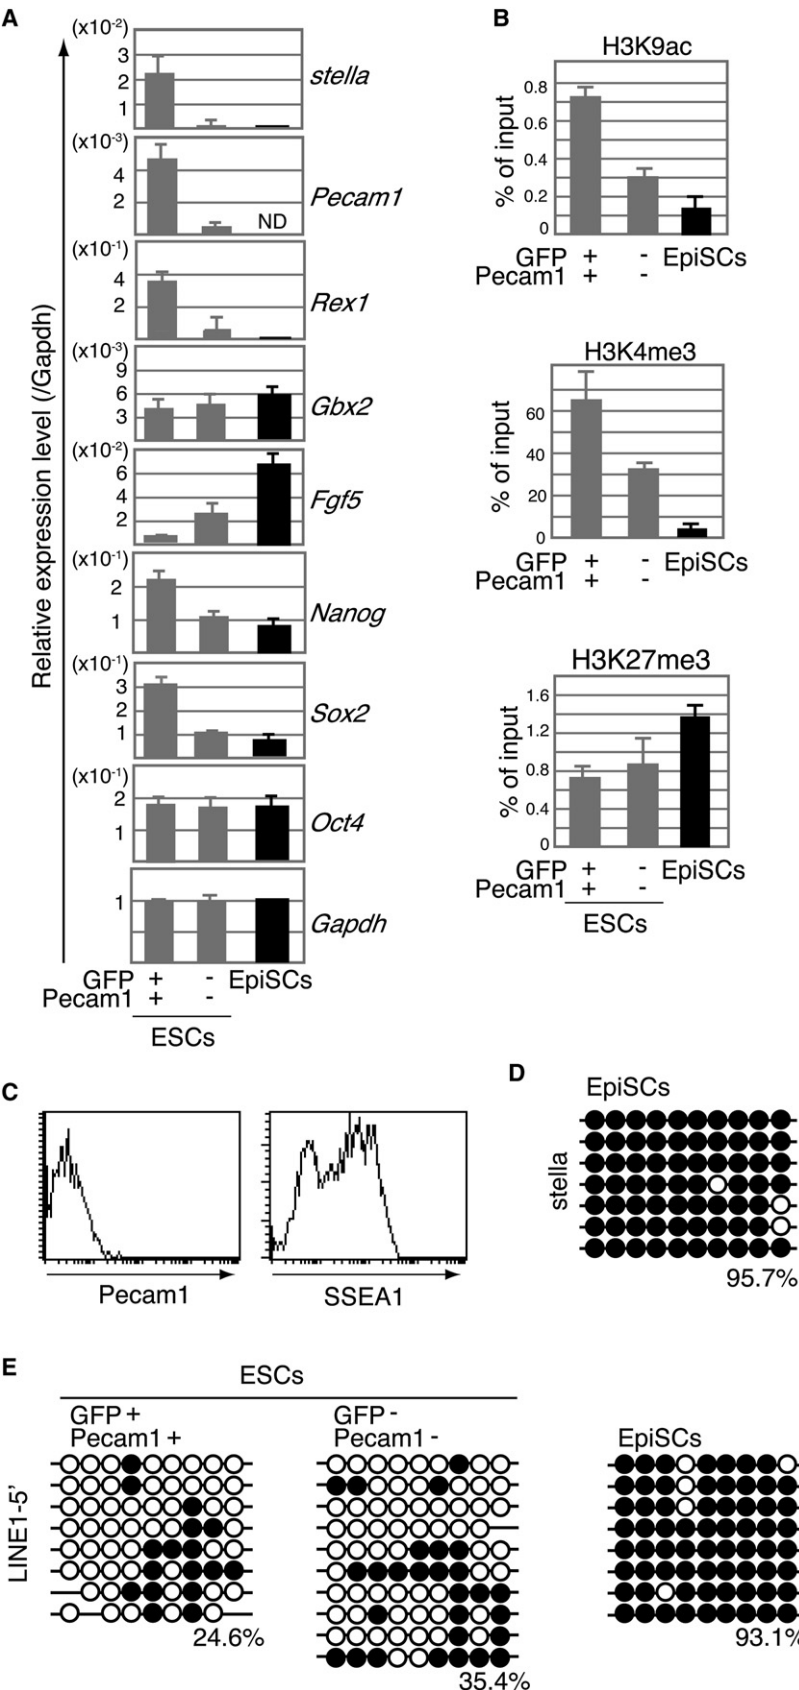 A
Relative expression level (/Gapdh)
(x10-2)
3
2
1
stella
(x10-3)
4
2
ND
Pecam1
(x10-1)
4
2
Rex1
(x10-3)
9
6
3
Gbx2
(x10-2)
6
4
2
Fgf5
(x10-1)
2
1
Nanog
(x10-1)
3
2
1
Sox2
(x10-1)
2
1
Oct4
1
Gapdh
GFP + - EpiSCs
Pecam1 + -
ESCs
B
H3K9ac
% of input
0.8
0.6
0.4
0.2
0
GFP + - EpiSCs
Pecam1 + -
H3K4me3
% of input
60
40
20
0
GFP + - EpiSCs
Pecam1 + -
H3K27me3
% of input
1.6
1.2
0.8
0.4
0
GFP + - EpiSCs
Pecam1 + -
ESCs
C
Pecam1
SSEA1
D
EpiSCs
stella
95.7%
E
ESCs
LINE1-5'
GFP +
Pecam1 +
24.6%
GFP -
Pecam1 -
35.4%
EpiSCs
93.1%